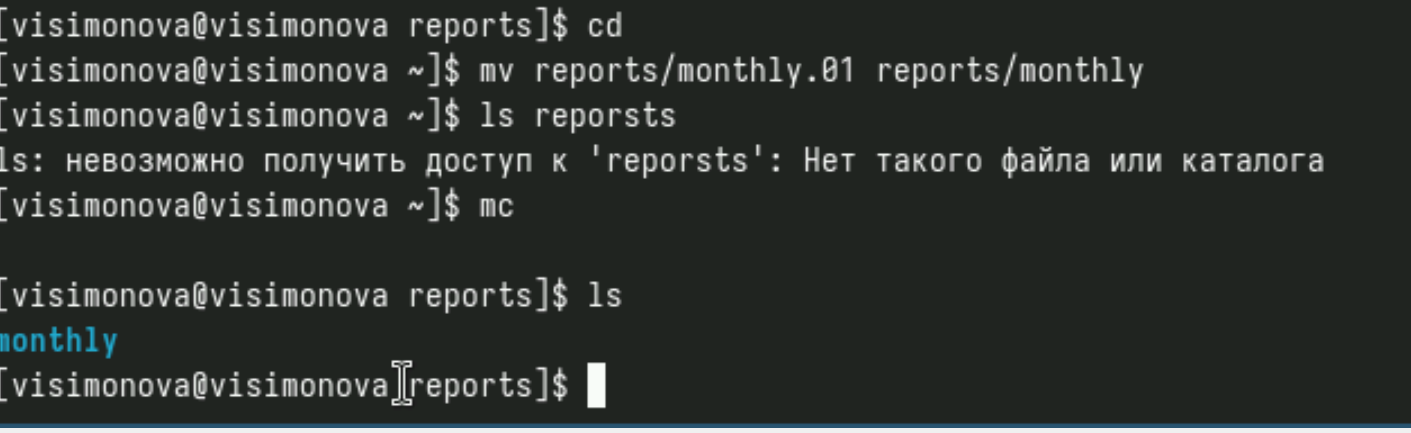 [visimonova@visimonova reports]$ cd
[visimonova@visimonova ~]$ mv reports/monthly.01 reports/monthly
[visimonova@visimonova ~]$ ls reporsts
ls: невозможно получить доступ к 'reporsts': Нет такого файла или каталога
[visimonova@visimonova ~]$ mc
[visimonova@visimonova reports]$ ls
monthly
[visimonova@visimonova reports]$